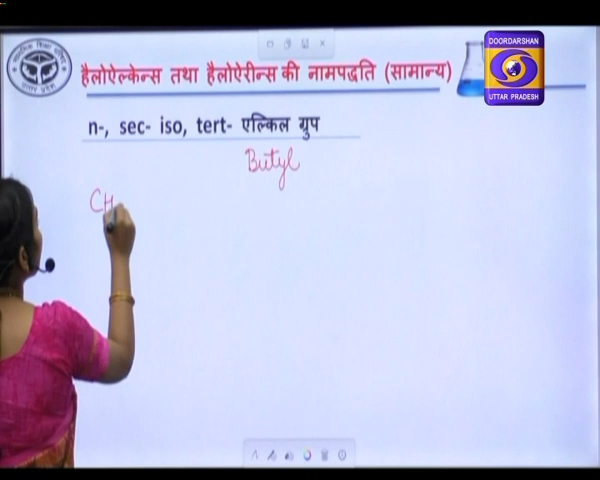 DOORDARSHAN
UTTAR PRADESH
हैलोऐल्केन्स तथा हैलोऐरीन्स की नामपद्धति (सामान्य)
n-, sec- iso, tert- एल्किल ग्रुप
Butyl
CH